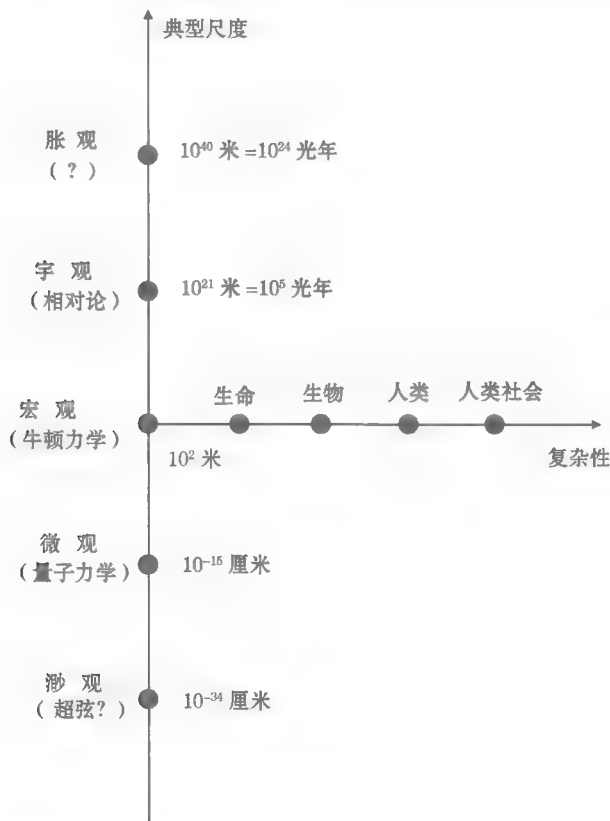 典型尺度
胀 观
( ? )
10⁴⁰ 米 =10²⁴ 光年
宇 观
(相对论)
10²¹ 米 =10⁵ 光年
生命 生物 人类 人类社会
宏 观
(牛顿力学)
10² 米
复杂性
微 观
(量子力学)
10⁻¹⁵ 厘米
渺 观
( 超弦? )
10⁻³⁴ 厘米